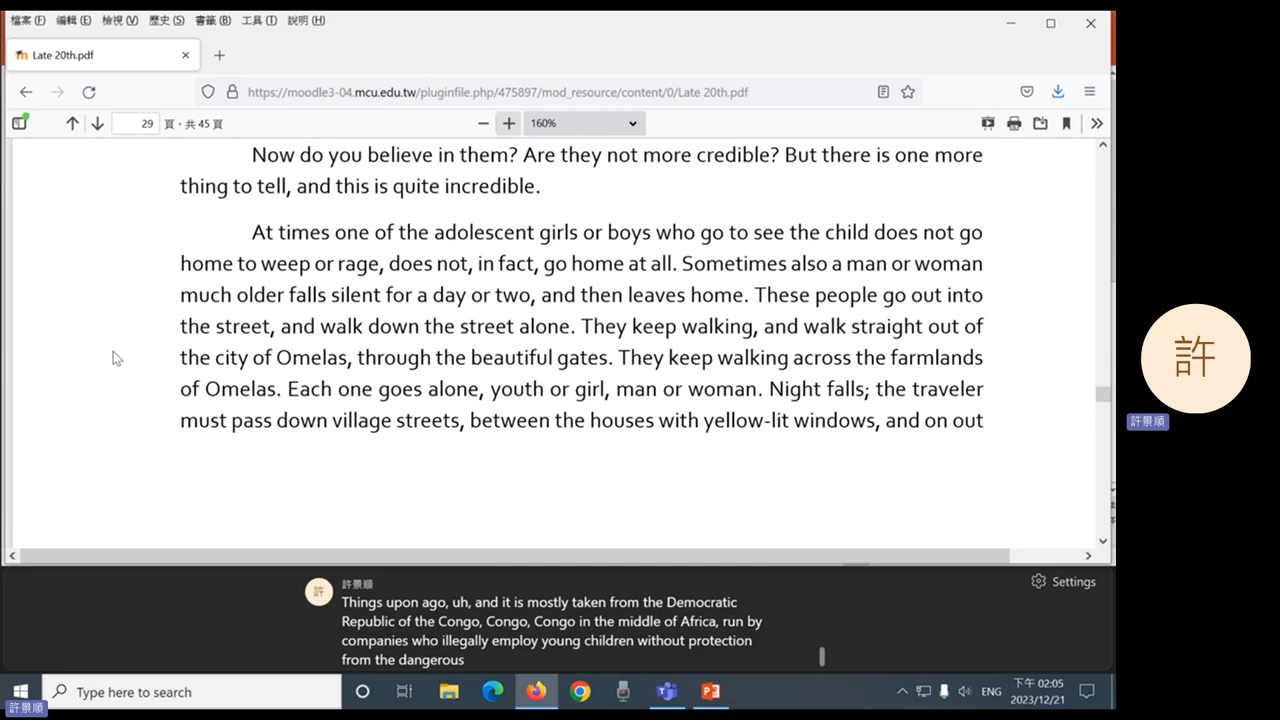 檔案 (F) 編輯 (E) 檢視 (V) 歷史 (S) 書籤 (B) 工具 (T) 說明 (H)
Late 20th.pdf
https://moodle3-04.mcu.edu.tw/pluginfile.php/475897/mod_resource/content/0/Late 20th.pdf
29 頁，共 45 頁
160%
Now do you believe in them? Are they not more credible? But there is one more
thing to tell, and this is quite incredible.
At times one of the adolescent girls or boys who go to see the child does not go
home to weep or rage, does not, in fact, go home at all. Sometimes also a man or woman
much older falls silent for a day or two, and then leaves home. These people go out into
the street, and walk down the street alone. They keep walking, and walk straight out of
the city of Omelas, through the beautiful gates. They keep walking across the farmlands
of Omelas. Each one goes alone, youth or girl, man or woman. Night falls; the traveler
must pass down village streets, between the houses with yellow-lit windows, and on out
許
許景順
許
許景順
Settings
Things upon ago, uh, and it is mostly taken from the Democratic
Republic of the Congo, Congo, Congo in the middle of Africa, run by
companies who illegally employ young children without protection
from the dangerous
Type here to search
ENG
下午 02:05
2023/12/21
許景順